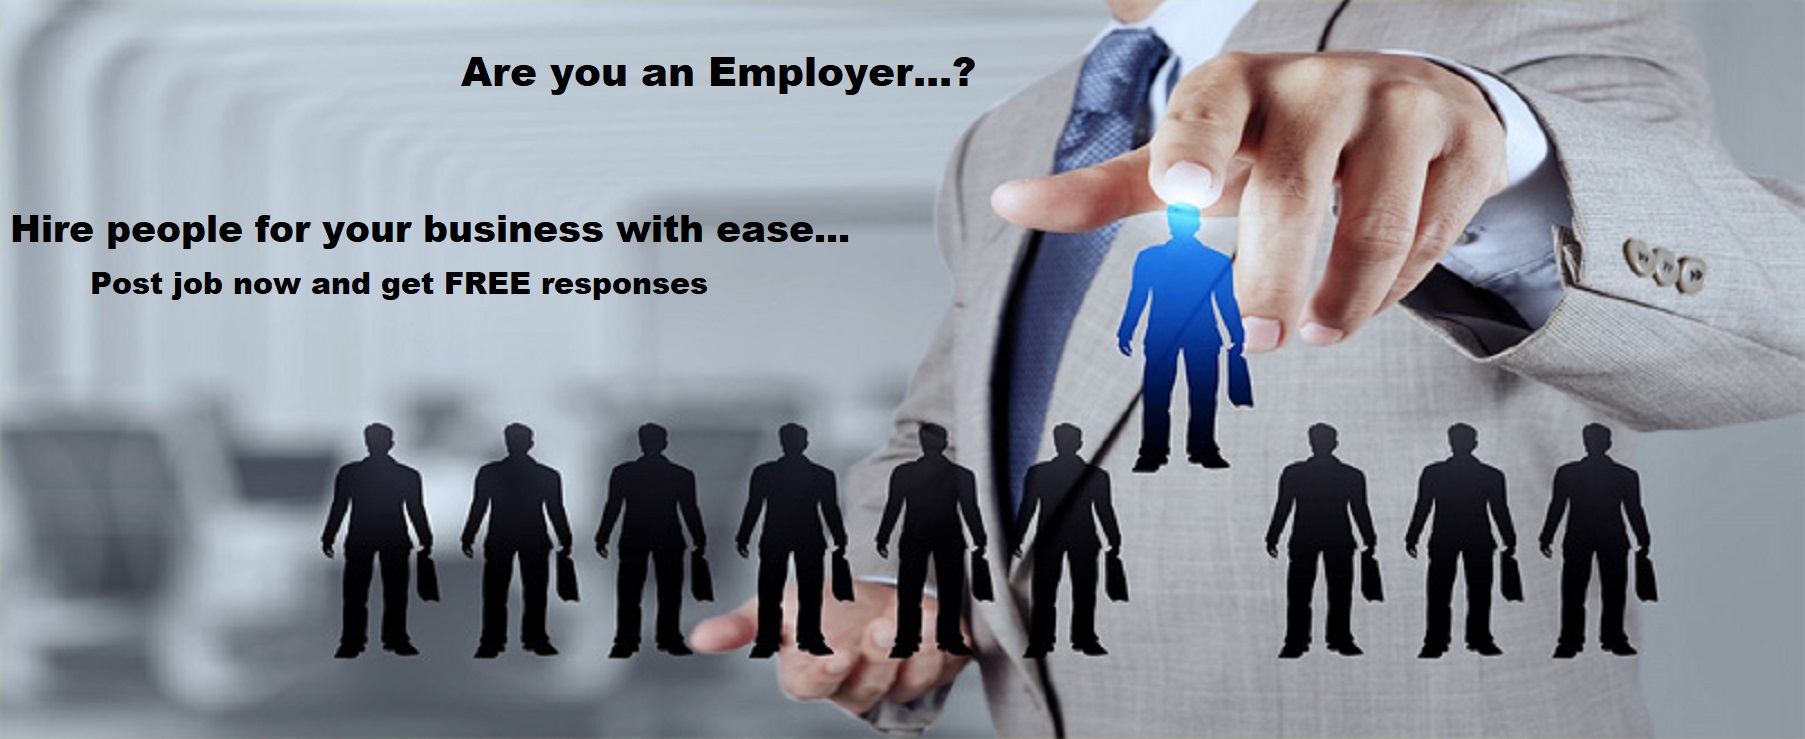 Are you an Employer...?
Hire people for your business with ease...
Post job now and get FREE responses